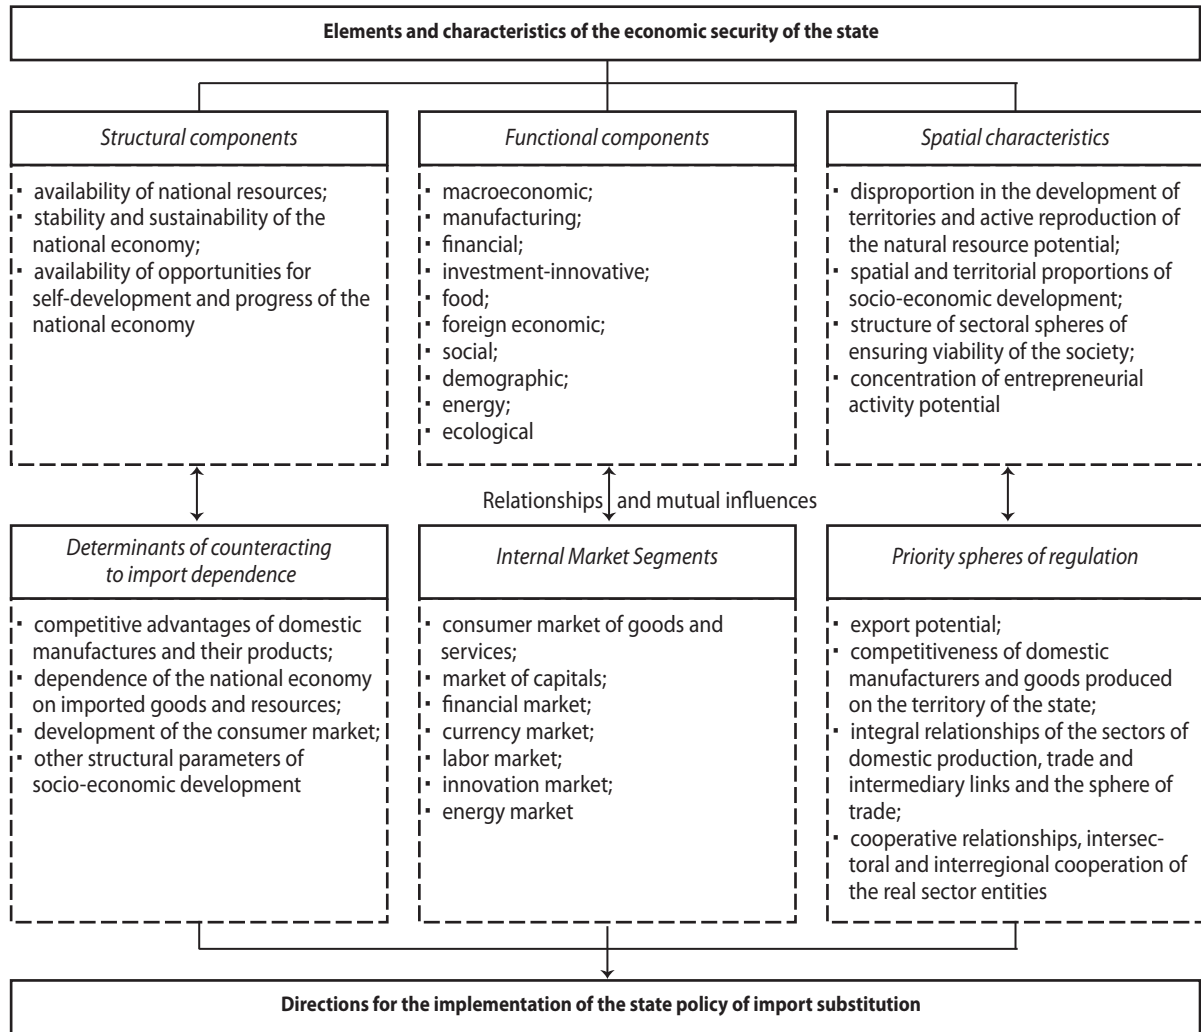 Elements and characteristics of the economic security of the state
Structural components
▪ availability of national resources;
▪ stability and sustainability of the
national economy;
▪ availability of opportunities for
self-development and progress of the
national economy
Functional components
▪ macroeconomic;
▪ manufacturing;
▪ financial;
▪ investment-innovative;
▪ food;
▪ foreign economic;
▪ social;
▪ demographic;
▪ energy;
▪ ecological
Spatial characteristics
▪ disproportion in the development of
territories and active reproduction of
the natural resource potential;
▪ spatial and territorial proportions of
socio-economic development;
▪ structure of sectoral spheres of
ensuring viability of the society;
▪ concentration of entrepreneurial
activity potential
Relationships and mutual influences
Determinants of counteracting
to import dependence
▪ competitive advantages of domestic
manufactures and their products;
▪ dependence of the national economy
on imported goods and resources;
▪ development of the consumer market;
▪ other structural parameters of
socio-economic development
Internal Market Segments
▪ consumer market of goods and
services;
▪ market of capitals;
▪ financial market;
▪ currency market;
▪ labor market;
▪ innovation market;
▪ energy market
Priority spheres of regulation
▪ export potential;
▪ competitiveness of domestic
manufacturers and goods produced
on the territory of the state;
▪ integral relationships of the sectors of
domestic production, trade and
intermediary links and the sphere of
trade;
▪ cooperative relationships, intersec-
toral and interregional cooperation of
the real sector entities
Directions for the implementation of the state policy of import substitution